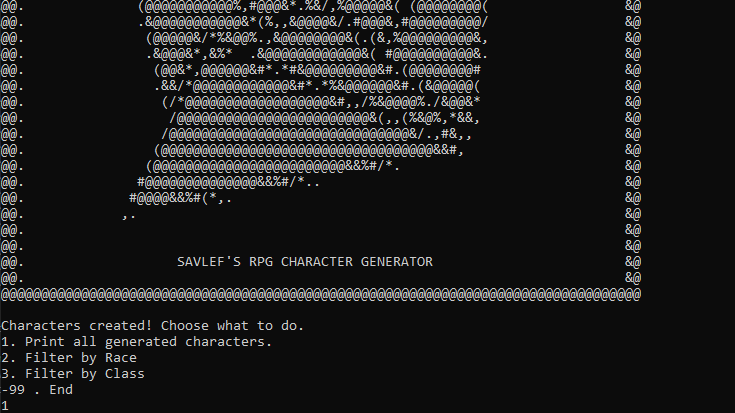 SAVLEF'S RPG CHARACTER GENERATOR
Characters created! Choose what to do.
1. Print all generated characters.
2. Filter by Race
3. Filter by Class
-99 . End
1